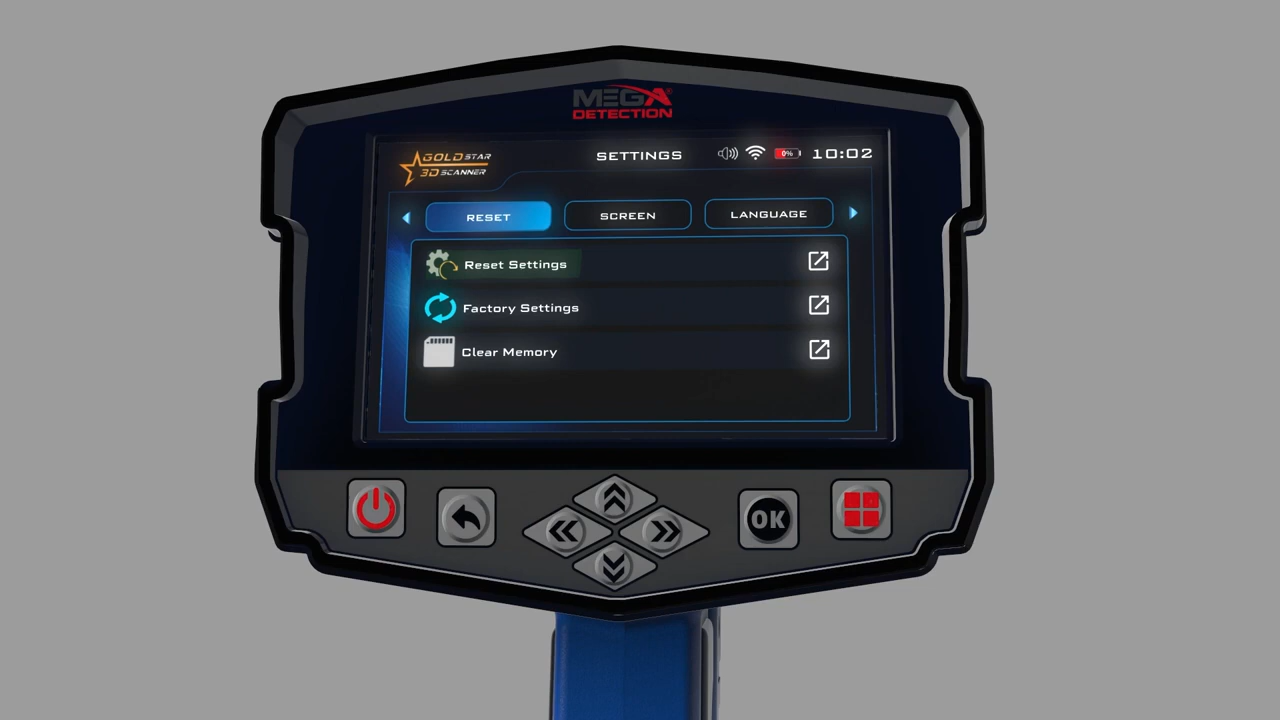 MEGA®
DETECTION
GOLD STAR
3D SCANNER
SETTINGS
0%
10:02
RESET
SCREEN
LANGUAGE
Reset Settings
Factory Settings
Clear Memory
OK